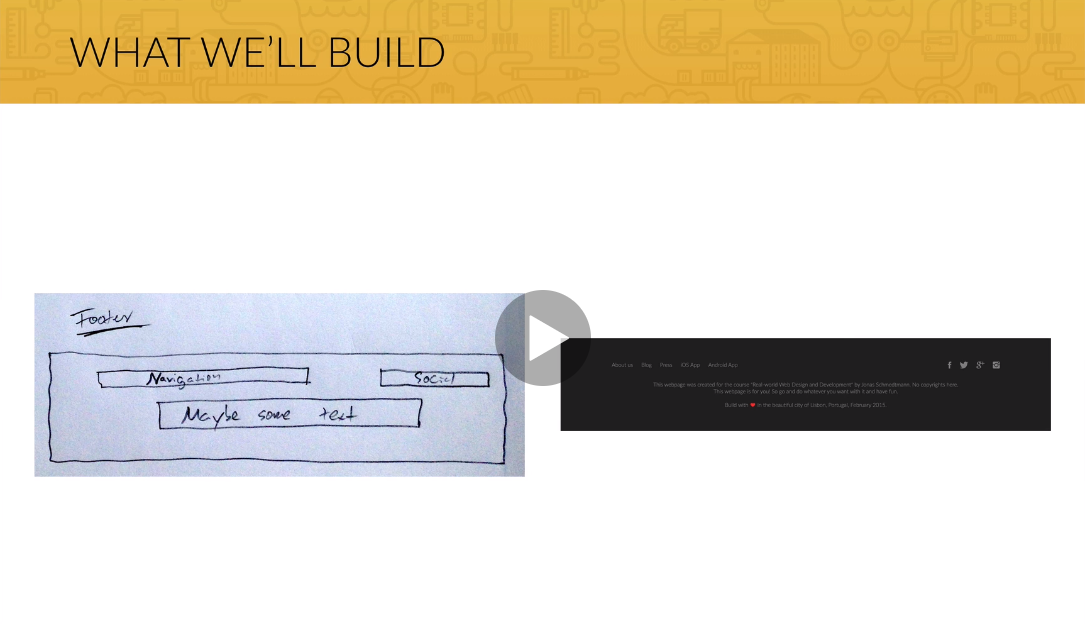 WHAT WE'LL BUILD
Footer
Navigation
Social
Maybe some text
About us Blog Press iOS App Android App
This webpage was created for the course "Real-world Web Design and Development" by Jonas Schmedtmann. No copyrights here.
This webpage is for you! So go and do whatever you want with it and have fun.
Build with ❤ in the beautiful city of Lisbon, Portugal, February 2015.